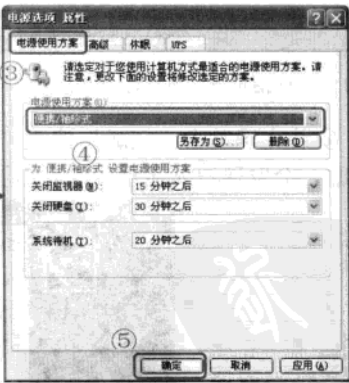 电源选项 属性
电源使用方案 高级 休眠 UPS
③
请选定对于您使用计算机方式最适合的电源使用方案。请
注意，更改下面的设置将修改选定的方案。
电源使用方案(O)
便携/袖珍式
另存为(S)... 删除(D)
④
为 便携/袖珍式 设置电源使用方案
关闭监视器(M): 15 分钟之后
关闭硬盘(I): 30 分钟之后
系统待机(T): 20 分钟之后
⑤
确定 取消 应用(A)